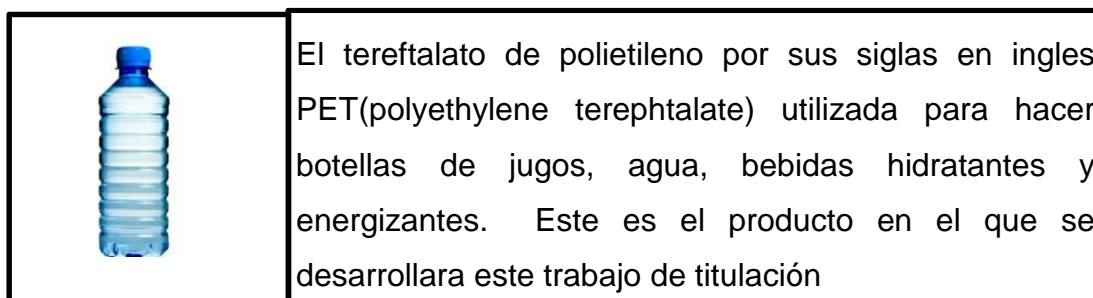 El tereftalato de polietileno por sus siglas en ingles
PET(polyethylene terephtalate) utilizada para hacer
botellas de jugos, agua, bebidas hidratantes y
energizantes. Este es el producto en el que se
desarrollara este trabajo de titulación